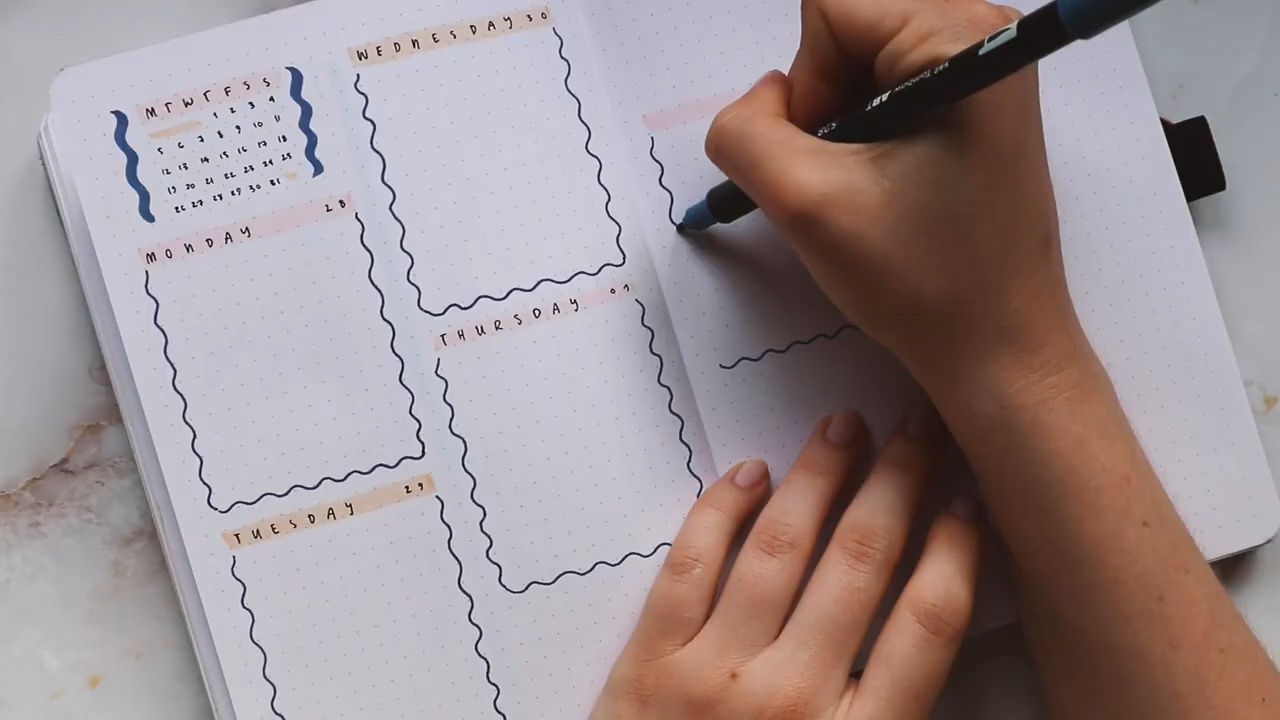 M T W T F S S
1 2 3 4
5 6 7 8 9 10 11
12 13 14 15 16 17 18
19 20 21 22 23 24 25
26 27 28 29 30 31
MONDAY 28
TUESDAY 29
WEDNESDAY 30
THURSDAY 01
Tombow ABT